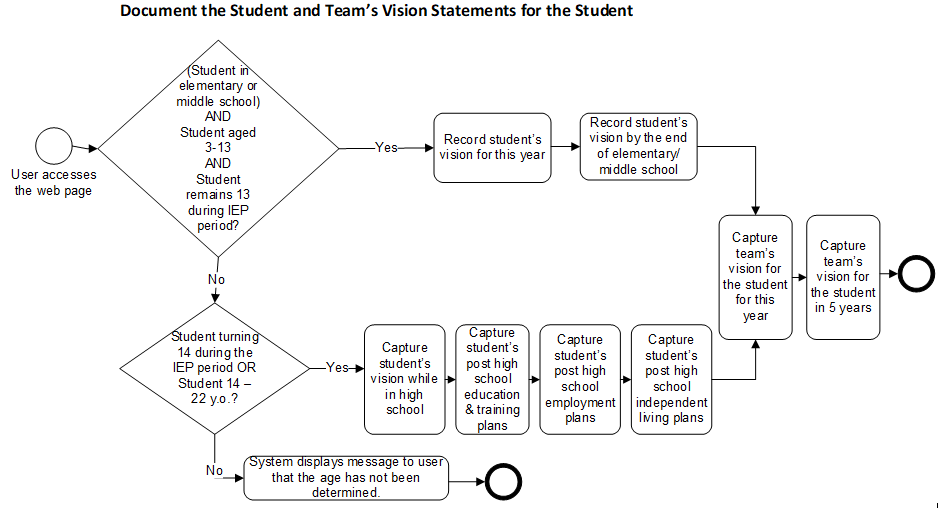 Document the Student and Team's Vision Statements for the Student
User accesses
the web page
(Student in
elementary or
middle school)
AND
Student aged
3-13
AND
Student
remains 13
during IEP
period?
Yes
Record student's
vision for this year
Record student's
vision by the end
of elementary/
middle school
Capture
team's
vision for
the student
for this
year
Capture
team's
vision for
the student
in 5 years
No
Student turning
14 during the
IEP period OR
Student 14 –
22 y.o.?
Yes
Capture
student's
vision while
in high
school
Capture
student's
post high
school
education
& training
plans
Capture
student's
post high
school
employment
plans
Capture
student's
post high
school
independent
living plans
No
System displays message to user
that the age has not been
determined.